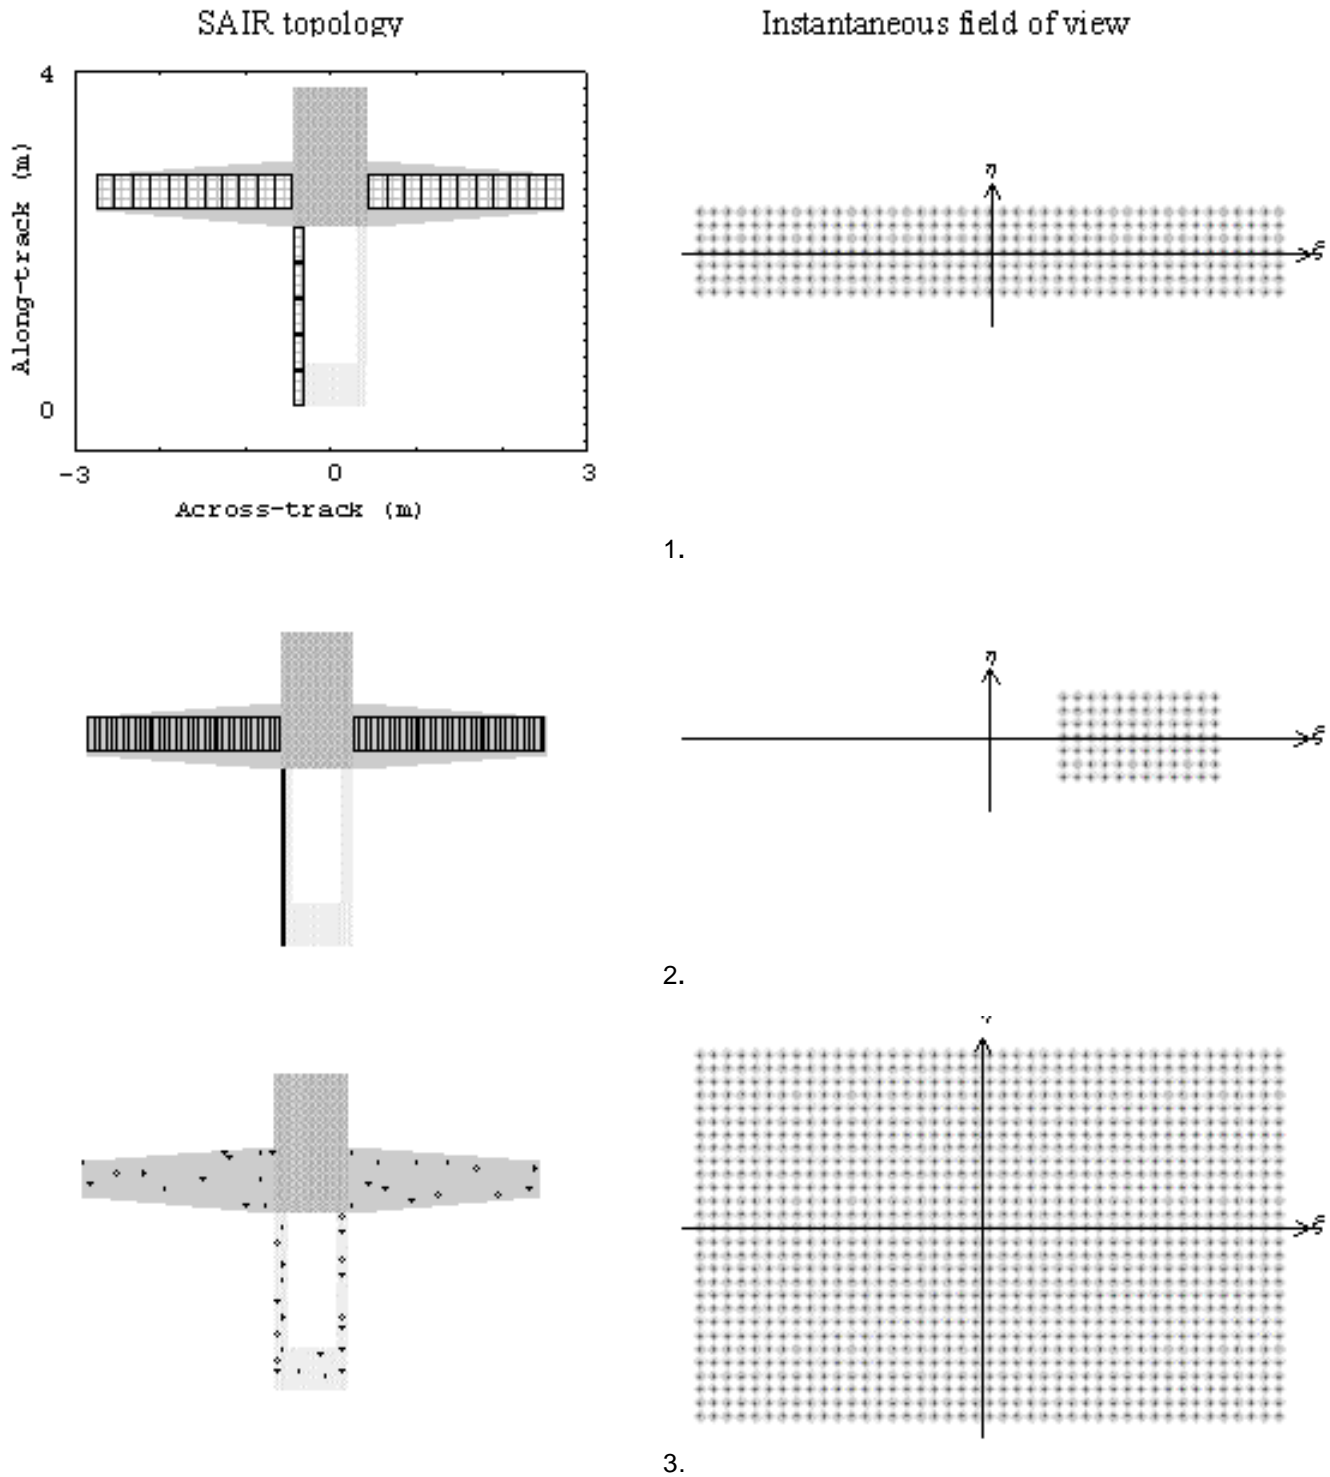 SAIR topology
Instantaneous field of view
4
Along-track (m)
0
-3
0
3
Across-track (m)
1.
2.
3.